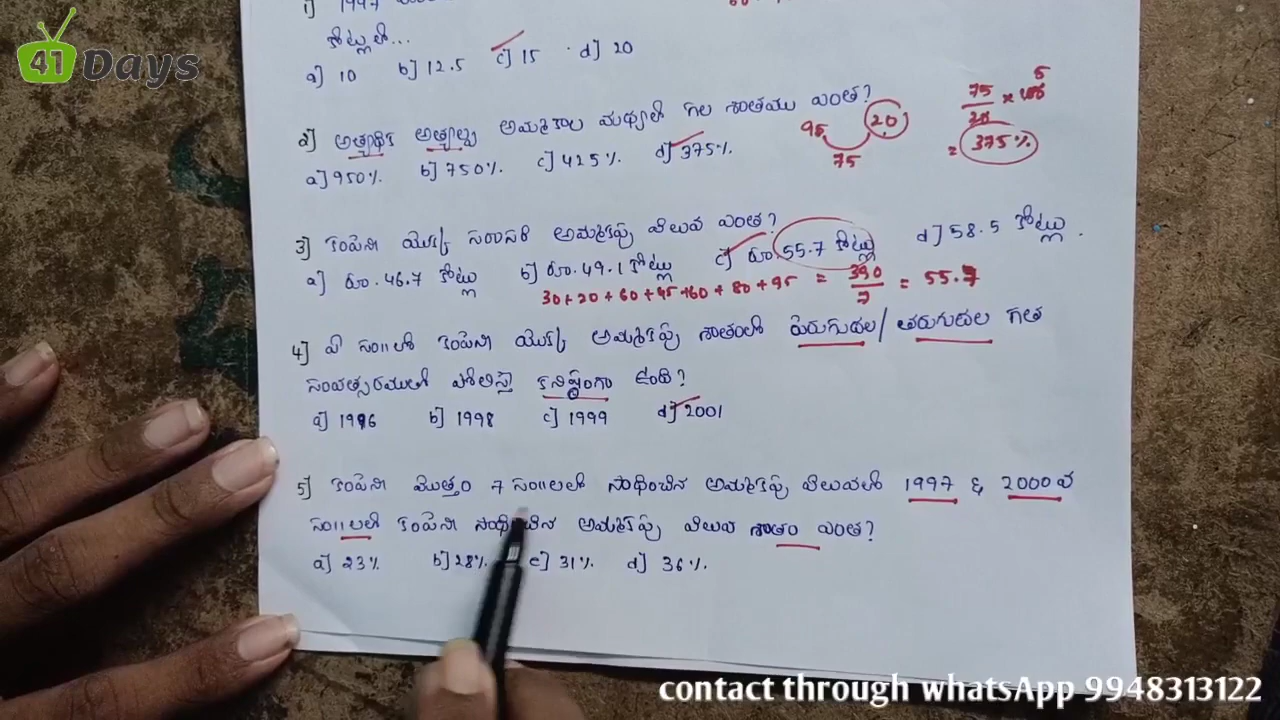 41 Days
1) 1997
కోట్లలో...
a] 10 b] 12.5 c] 15 d] 20
2) అత్యధిక అత్యల్ప అమ్మకాల మధ్యలో గల శాతము ఎంత?
a] 950% b] 750% c] 425% d] 375%
95 20 75
75/20 × 100 5
= 375%
3) కంపెనీ యొక్క సరాసరి అమ్మకపు విలువ ఎంత?
a] రూ.46.7 కోట్లు b] రూ.49.1 కోట్లు c] రూ.55.7 కోట్లు d] 58.5 కోట్లు.
30+20+60+45+60+80+95 = 390/7 = 55.7
4] ఏ సం॥లో కంపెనీ యొక్క అమ్మకపు శాతంలో పెరుగుదల/తరుగుదల గత
సంవత్సరములో పోలిస్తే కనిష్ఠంగా ఉంది?
a] 1996 b] 1998 c] 1999 d] 2001
5] కంపెనీ మొత్తం 7 సం॥లలో సాధించిన అమ్మకపు విలువలో 1997 & 2000వ
సం॥లలో కంపెనీ సాధించిన అమ్మకపు విలువ శాతం ఎంత?
a] 23% b] 28% c] 31% d] 36%.
contact through whatsApp 9948313122